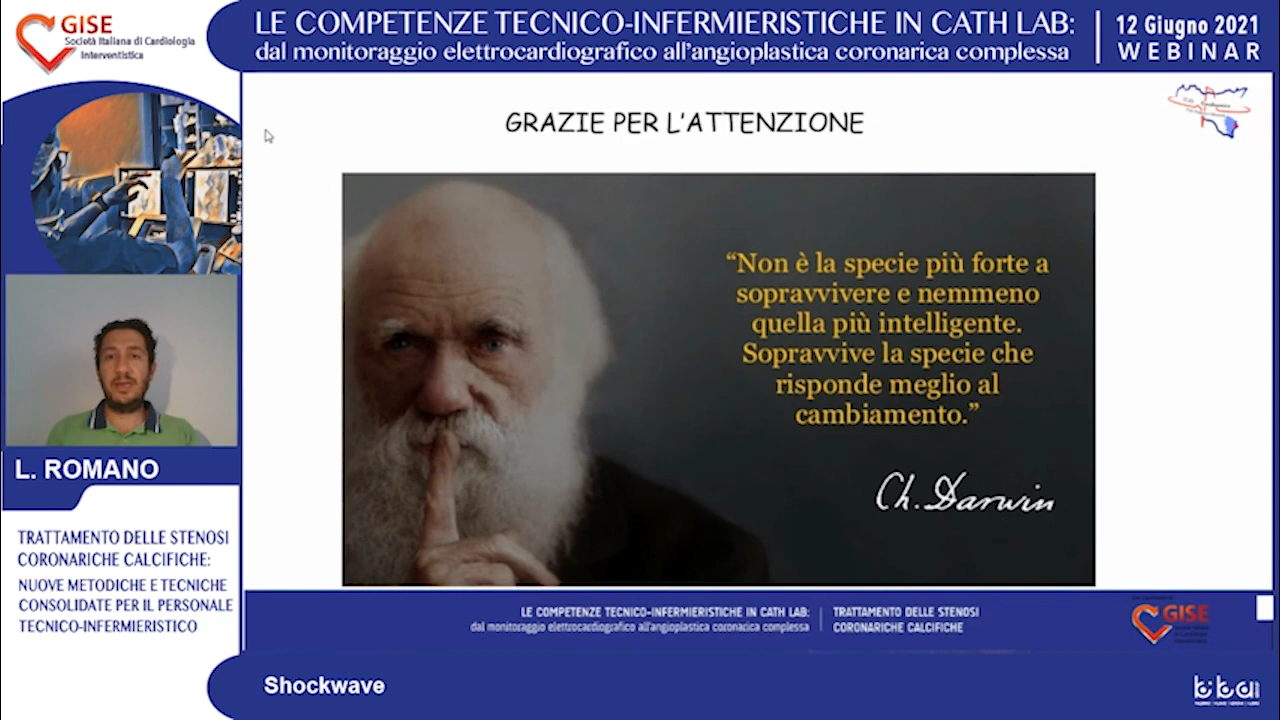 GISE
Società Italiana di Cardiologia
Interventistica
LE COMPETENZE TECNICO-INFERMIERISTICHE IN CATH LAB:
dal monitoraggio elettrocardiografico all'angioplastica coronarica complessa
12 Giugno 2021
WEBINAR
GRAZIE PER L'ATTENZIONE
“Non è la specie più forte a
sopravvivere e nemmeno
quella più intelligente.
Sopravvive la specie che
risponde meglio al
cambiamento.”
Ch. Darwin
L. ROMANO
TRATTAMENTO DELLE STENOSI
CORONARICHE CALCIFICHE:
NUOVE METODICHE E TECNICHE
CONSOLIDATE PER IL PERSONALE
TECNICO-INFERMIERISTICO
LE COMPETENZE TECNICO-INFERMIERISTICHE IN CATH LAB:
dal monitoraggio elettrocardiografico all'angioplastica coronarica complessa
TRATTAMENTO DELLE STENOSI
CORONARICHE CALCIFICHE
GISE
Shockwave